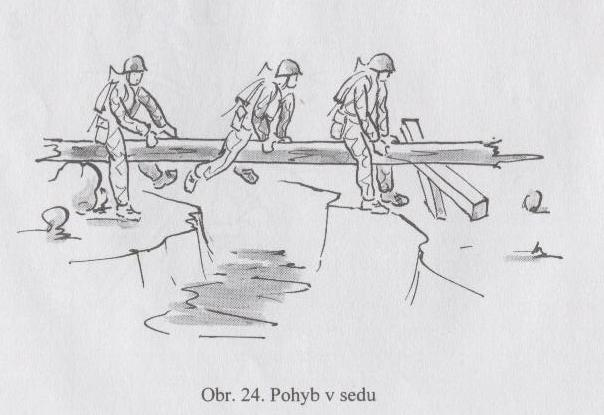 Obr. 24. Pohyb v sedu